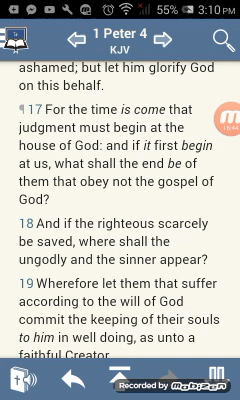 55% 3:10 PM
1 Peter 4
KJV
ashamed; but let him glorify God
on this behalf.
¶ 17 For the time is come that
judgment must begin at the
house of God: and if it first begin
at us, what shall the end be of
them that obey not the gospel of
God?
18 And if the righteous scarcely
be saved, where shall the
ungodly and the sinner appear?
19 Wherefore let them that suffer
according to the will of God
commit the keeping of their souls
to him in well doing, as unto a
faithful Creator.
Recorded by Mobizen